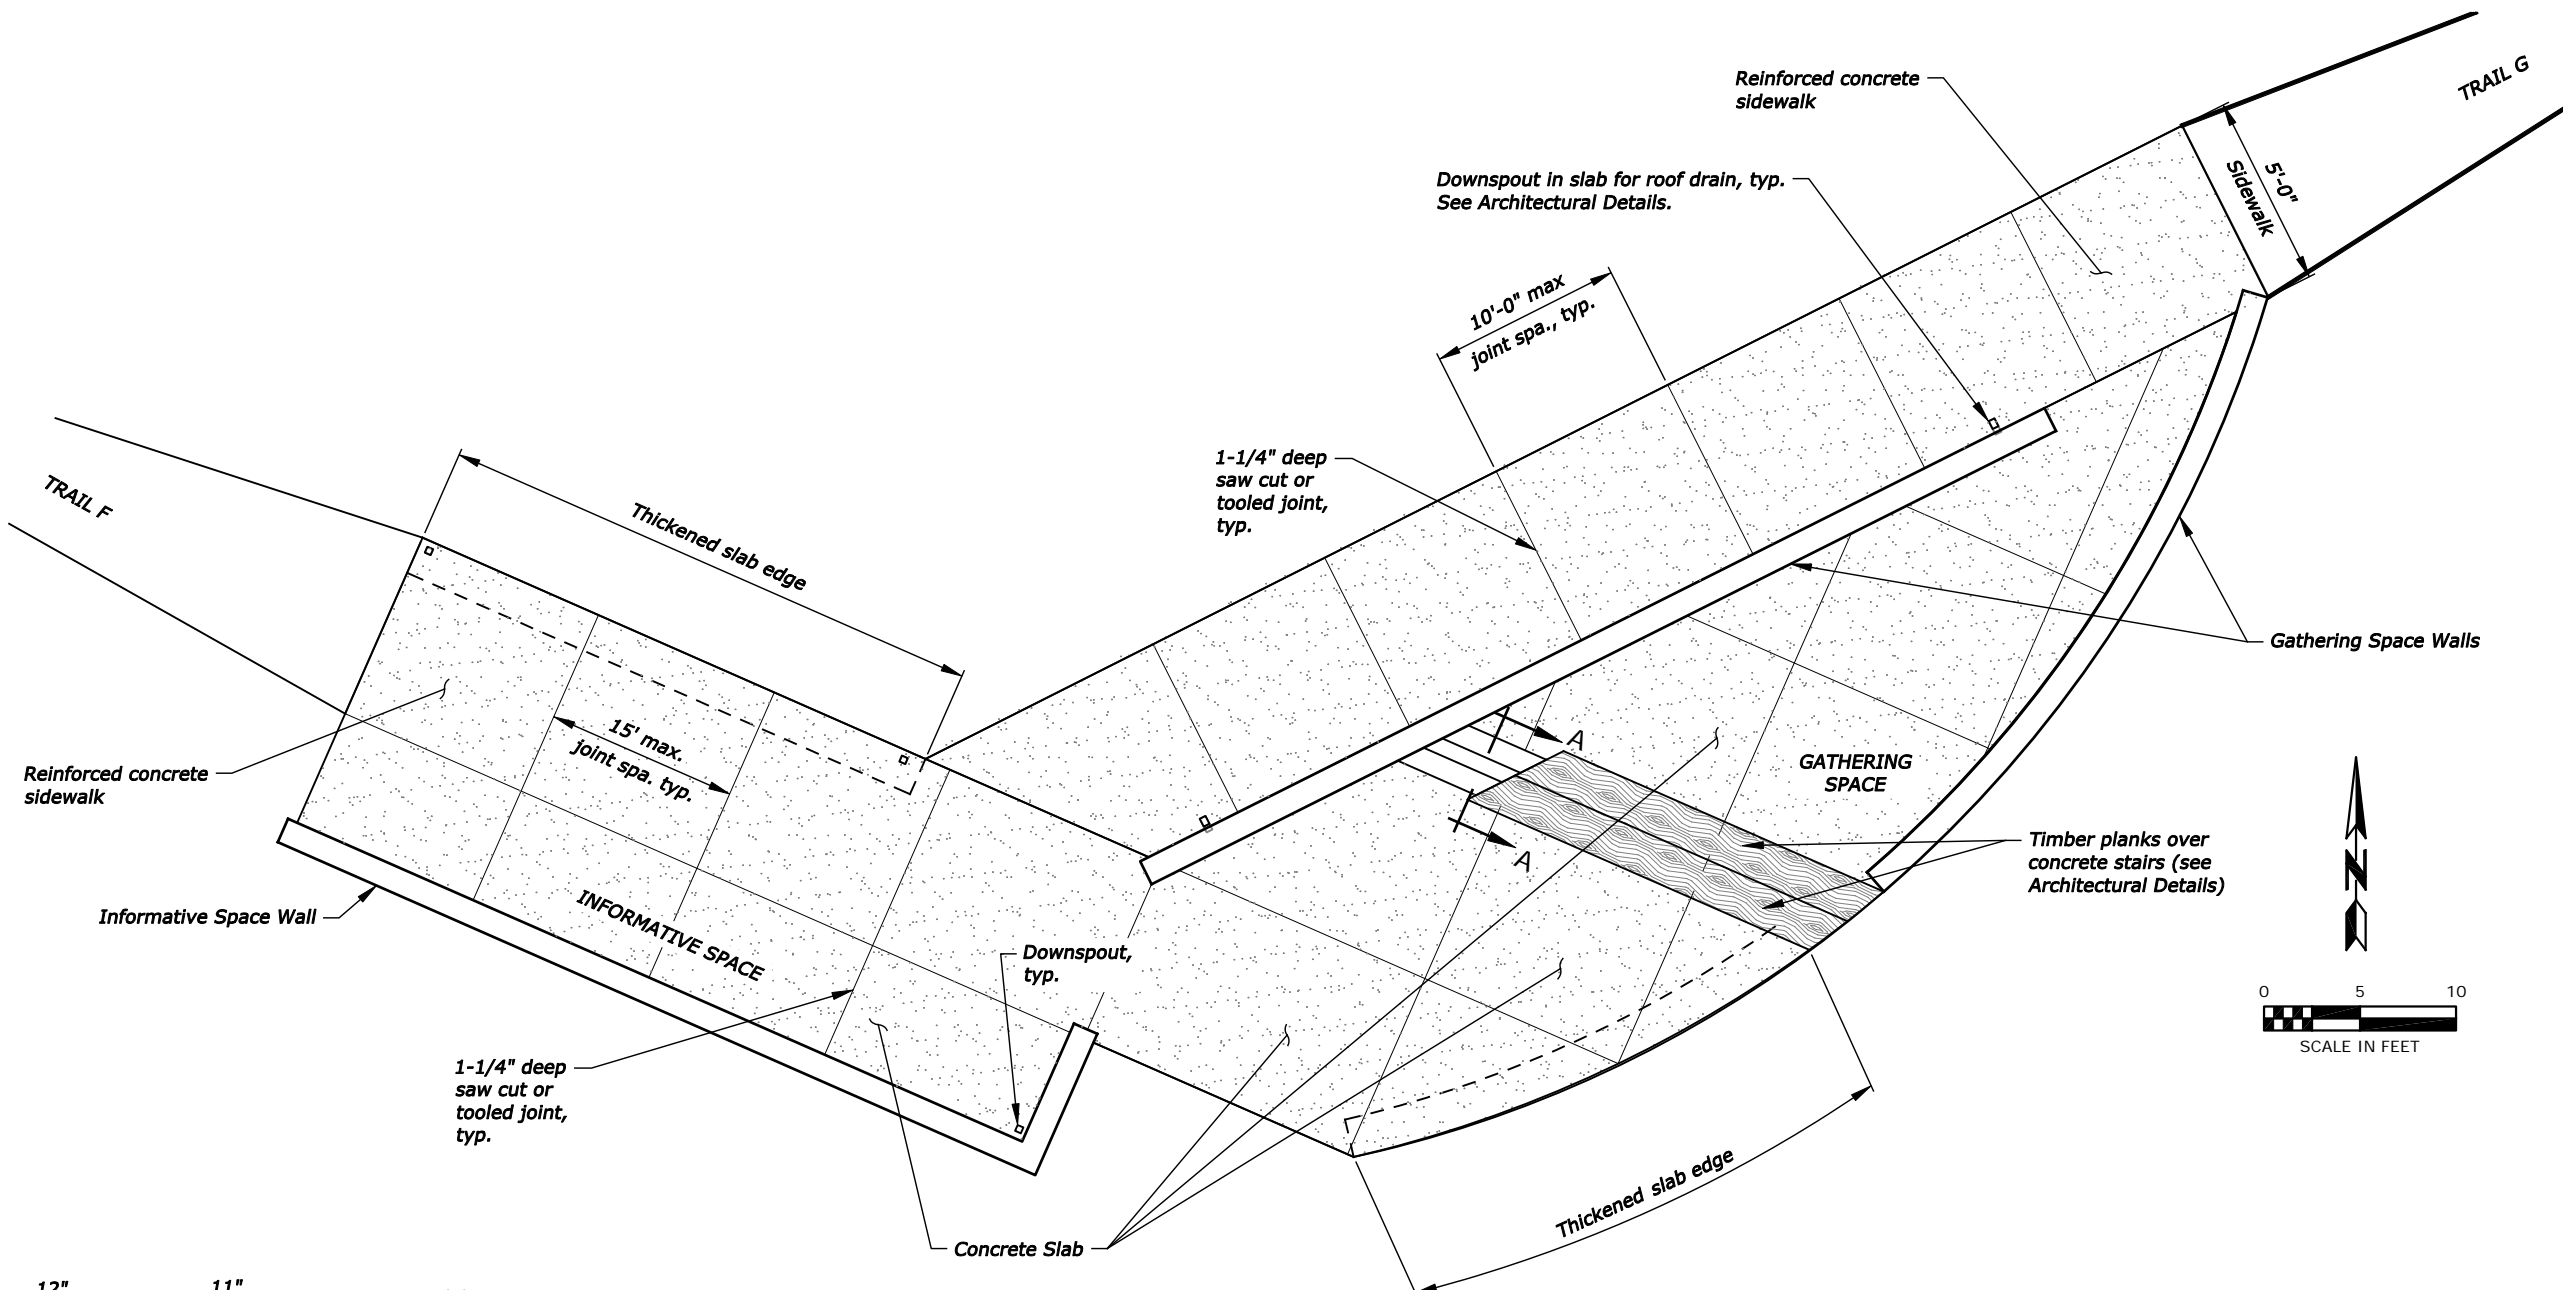 TRAIL G
Reinforced concrete
sidewalk
5'-0"
Sidewalk
Downspout in slab for roof drain, typ.
See Architectural Details.
10'-0" max
joint spa., typ.
1-1/4" deep
saw cut or
tooled joint,
typ.
TRAIL F
Thickened slab edge
Gathering Space Walls
15' max.
joint spa. typ.
A
GATHERING
SPACE
Reinforced concrete
sidewalk
A
Timber planks over
concrete stairs (see
Architectural Details)
Informative Space Wall
INFORMATIVE SPACE
Downspout,
typ.
N
0 5 10
SCALE IN FEET
1-1/4" deep
saw cut or
tooled joint,
typ.
Thickened slab edge
Concrete Slab
12" 11"